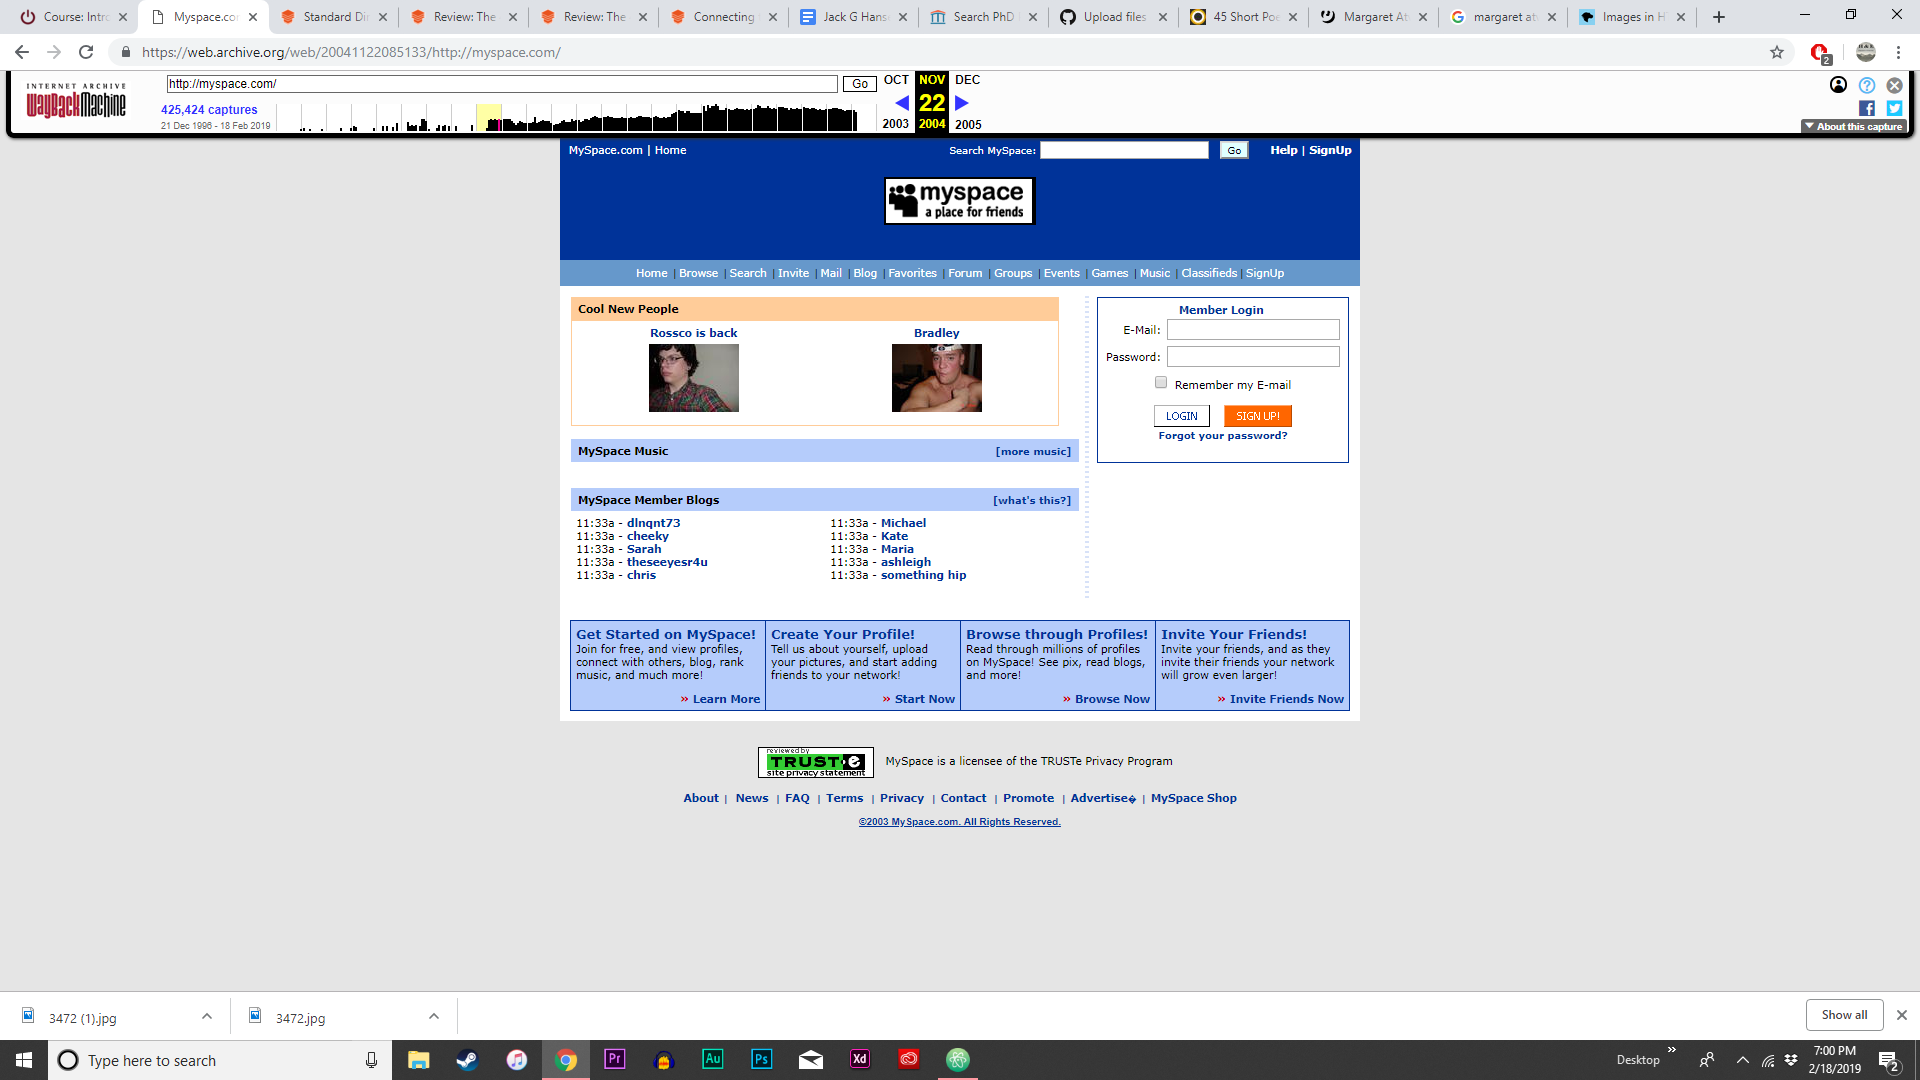 Course: Intro
Myspace.co
Standard Di
Review: The
Review: The
Connecting
Jack G Hans
Search PhD
Upload files
45 Short Poe
Margaret At
margaret at
Images in H
https://web.archive.org/web/20041122085133/http://myspace.com/
2
INTERNET ARCHIVE
WayBackMachine
http://myspace.com/
Go
OCT NOV DEC
425,424 captures
22
21 Dec 1996 - 18 Feb 2019
2003 2004 2005
About this capture
MySpace.com | Home
Search MySpace:
Go
Help | SignUp
myspace
a place for friends
Home | Browse | Search | Invite | Mail | Blog | Favorites | Forum | Groups | Events | Games | Music | Classifieds | SignUp
Cool New People
Rossco is back
Bradley
Member Login
E-Mail:
Password:
Remember my E-mail
LOGIN
SIGN UP!
Forgot your password?
MySpace Music
[more music]
MySpace Member Blogs
[what's this?]
11:33a - dlnqnt73
11:33a - cheeky
11:33a - Sarah
11:33a - theseeyesr4u
11:33a - chris
11:33a - Michael
11:33a - Kate
11:33a - Maria
11:33a - ashleigh
11:33a - something hip
Get Started on MySpace!
Join for free, and view profiles,
connect with others, blog, rank
music, and much more!
» Learn More
Create Your Profile!
Tell us about yourself, upload
your pictures, and start adding
friends to your network!
» Start Now
Browse through Profiles!
Read through millions of profiles
on MySpace! See pix, read blogs,
and more!
» Browse Now
Invite Your Friends!
Invite your friends, and as they
invite their friends your network
will grow even larger!
» Invite Friends Now
reviewed by
TRUSTe
site privacy statement
MySpace is a licensee of the TRUSTe Privacy Program
About | News | FAQ | Terms | Privacy | Contact | Promote | Advertise� | MySpace Shop
©2003 MySpace.com. All Rights Reserved.
3472 (1).jpg
3472.jpg
Show all
Type here to search
Pr
Au
Ps
Xd
Desktop
7:00 PM
2/18/2019
2